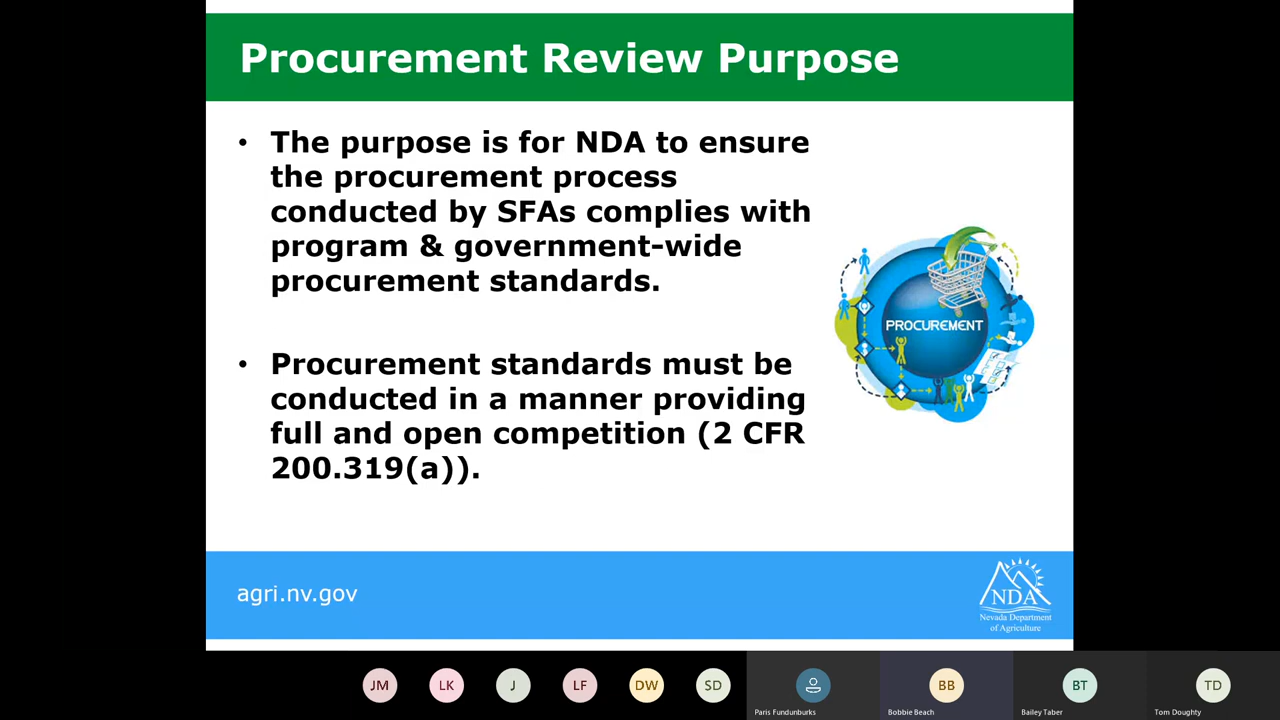 Procurement Review Purpose
• The purpose is for NDA to ensure
the procurement process
conducted by SFAs complies with
program & government-wide
procurement standards.
• Procurement standards must be
conducted in a manner providing
full and open competition (2 CFR
200.319(a)).
PROCUREMENT
agri.nv.gov
NDA
Nevada Department
of Agriculture
JM LK J LF DW SD BB BT TD
Paris Fundunburks Bobbie Beach Bailey Taber Tom Doughty